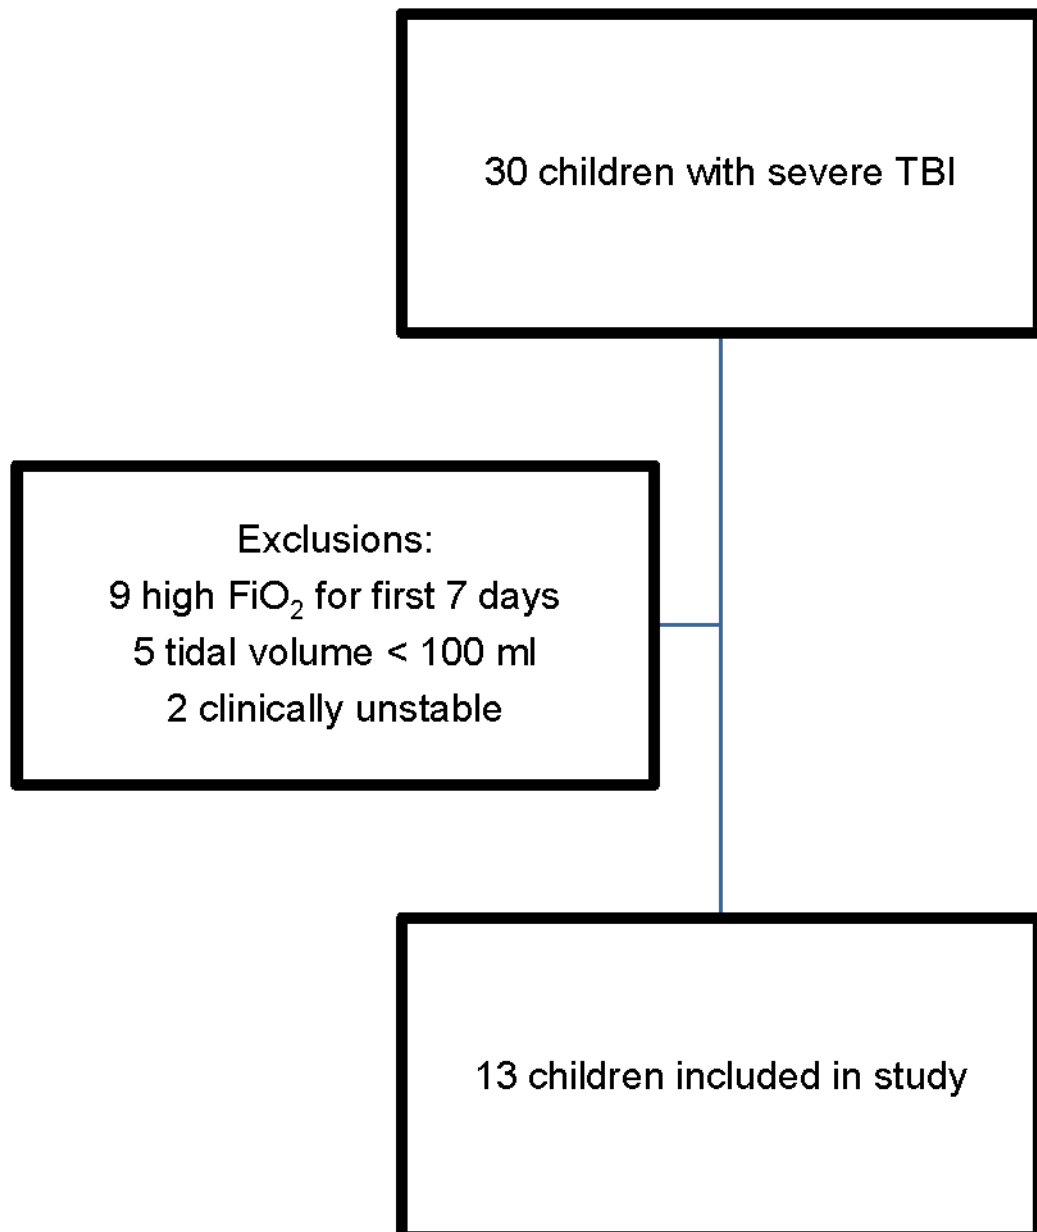 30 children with severe TBI
Exclusions:
9 high FiO₂ for first 7 days
5 tidal volume < 100 ml
2 clinically unstable
13 children included in study